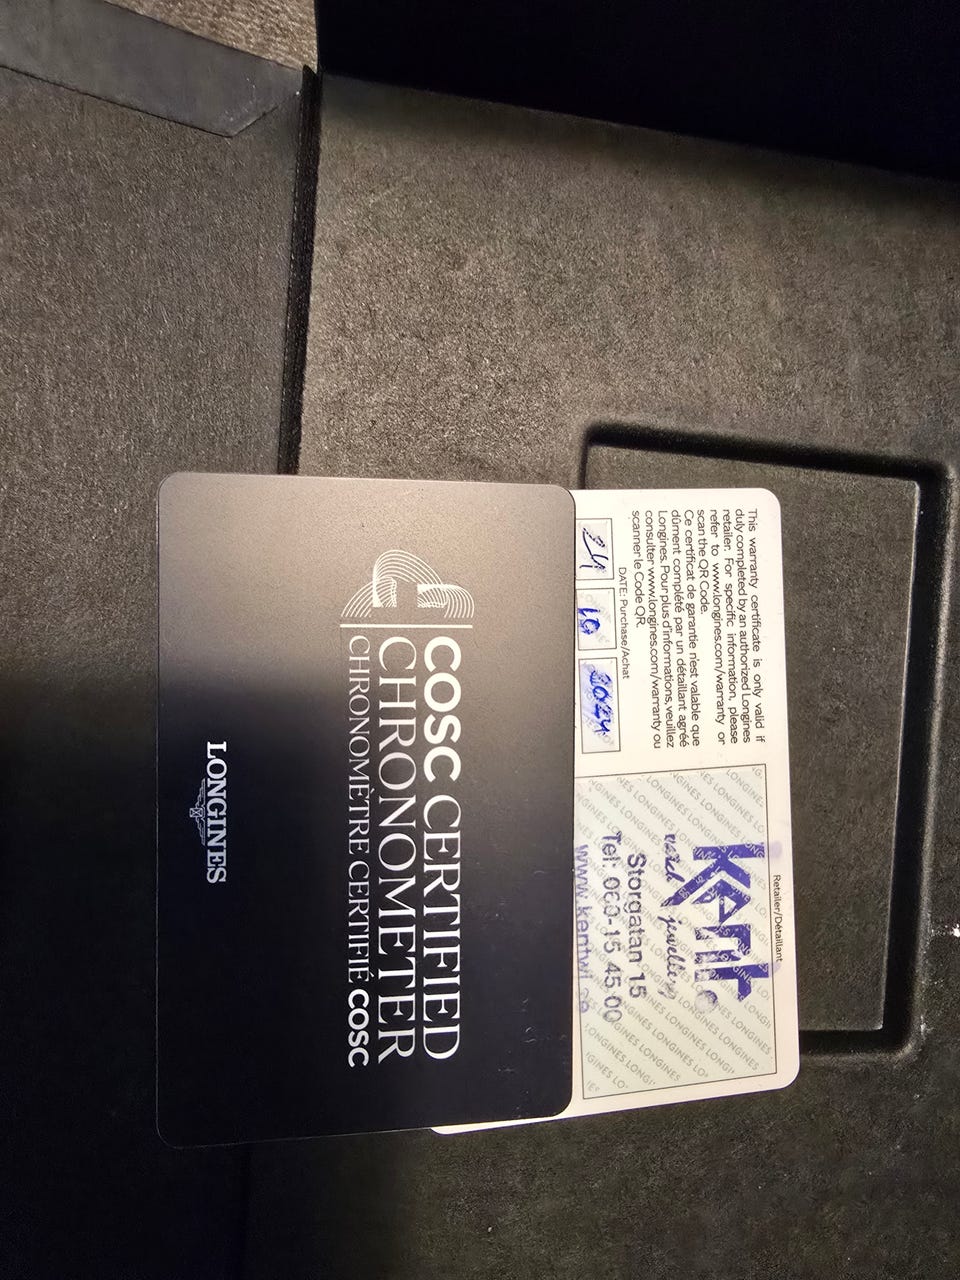 This warranty certificate is only valid if
duly completed by an authorized Longines
retailer. For specific information, please
refer to www.longines.com/warranty or
scan the QR Code.
Ce certificat de garantie n'est valable que
dûment complété par un détaillant agréé
Longines. Pour plus d'informations, veuillez
consulter www.longines.com/warranty ou
scanner le Code QR.
DATE: Purchase/Achat
24 10 2024
Retailer/Détaillant
Kent.
watch jewellery
Storgatan 15
Tel: 060-15 45 00
COSC CERTIFIED
CHRONOMETER
CHRONOMÈTRE CERTIFIÉ COSC
LONGINES